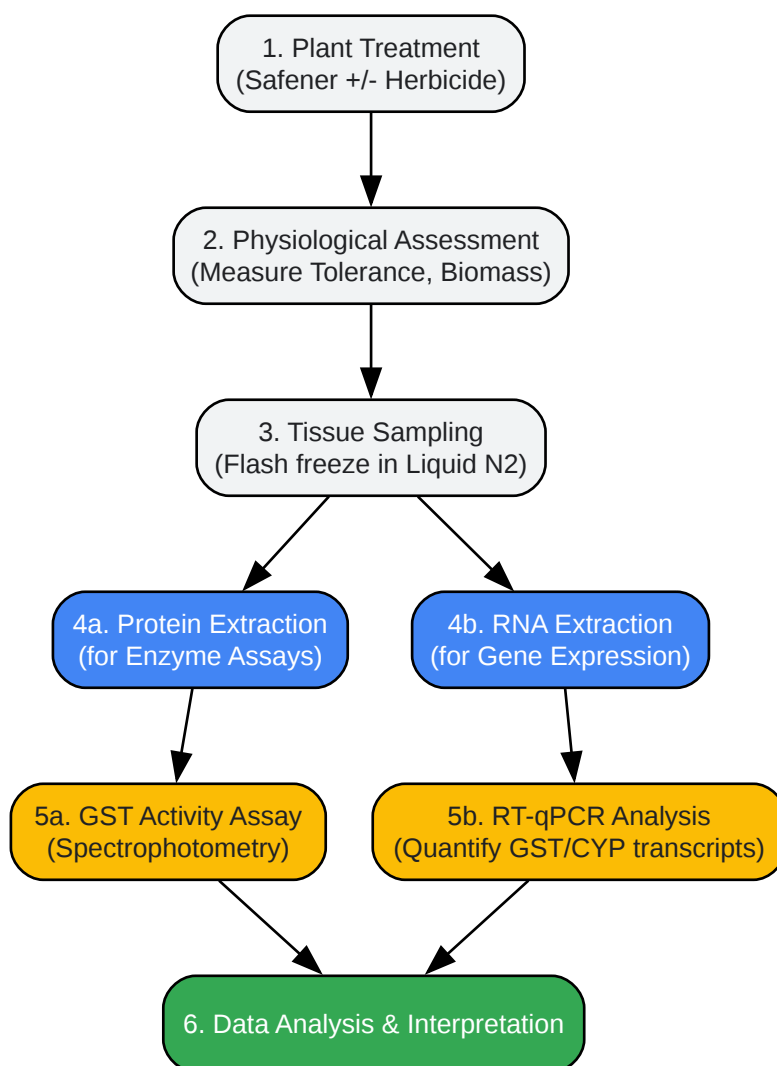 1. Plant Treatment
(Safener +/- Herbicide)
2. Physiological Assessment
(Measure Tolerance, Biomass)
3. Tissue Sampling
(Flash freeze in Liquid N2)
4a. Protein Extraction
(for Enzyme Assays)
4b. RNA Extraction
(for Gene Expression)
5a. GST Activity Assay
(Spectrophotometry)
5b. RT-qPCR Analysis
(Quantify GST/CYP transcripts)
6. Data Analysis & Interpretation